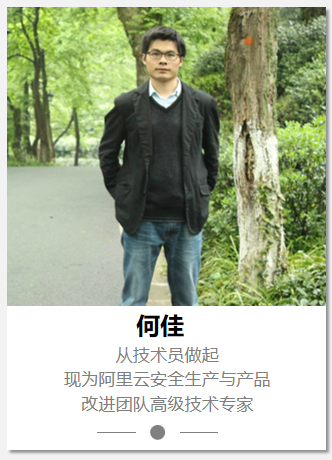 何佳
从技术员做起
现为阿里云安全生产与产品
改进团队高级技术专家